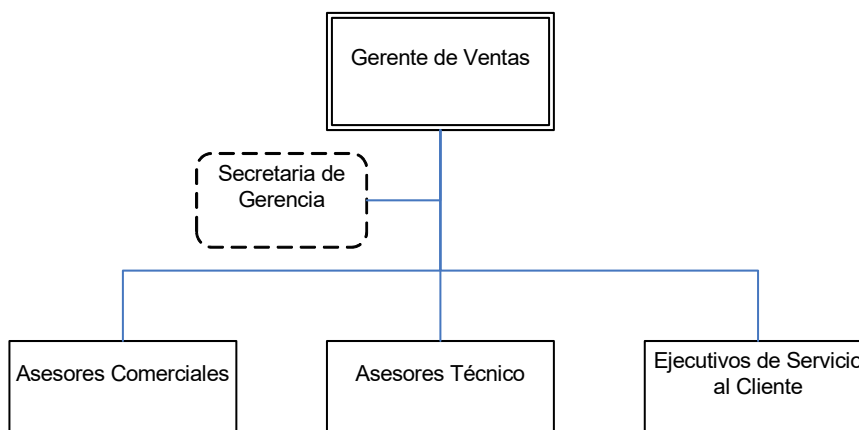 Gerente de Ventas
Secretaria de
Gerencia
Asesores Comerciales
Asesores Técnico
Ejecutivos de Servicio
al Cliente